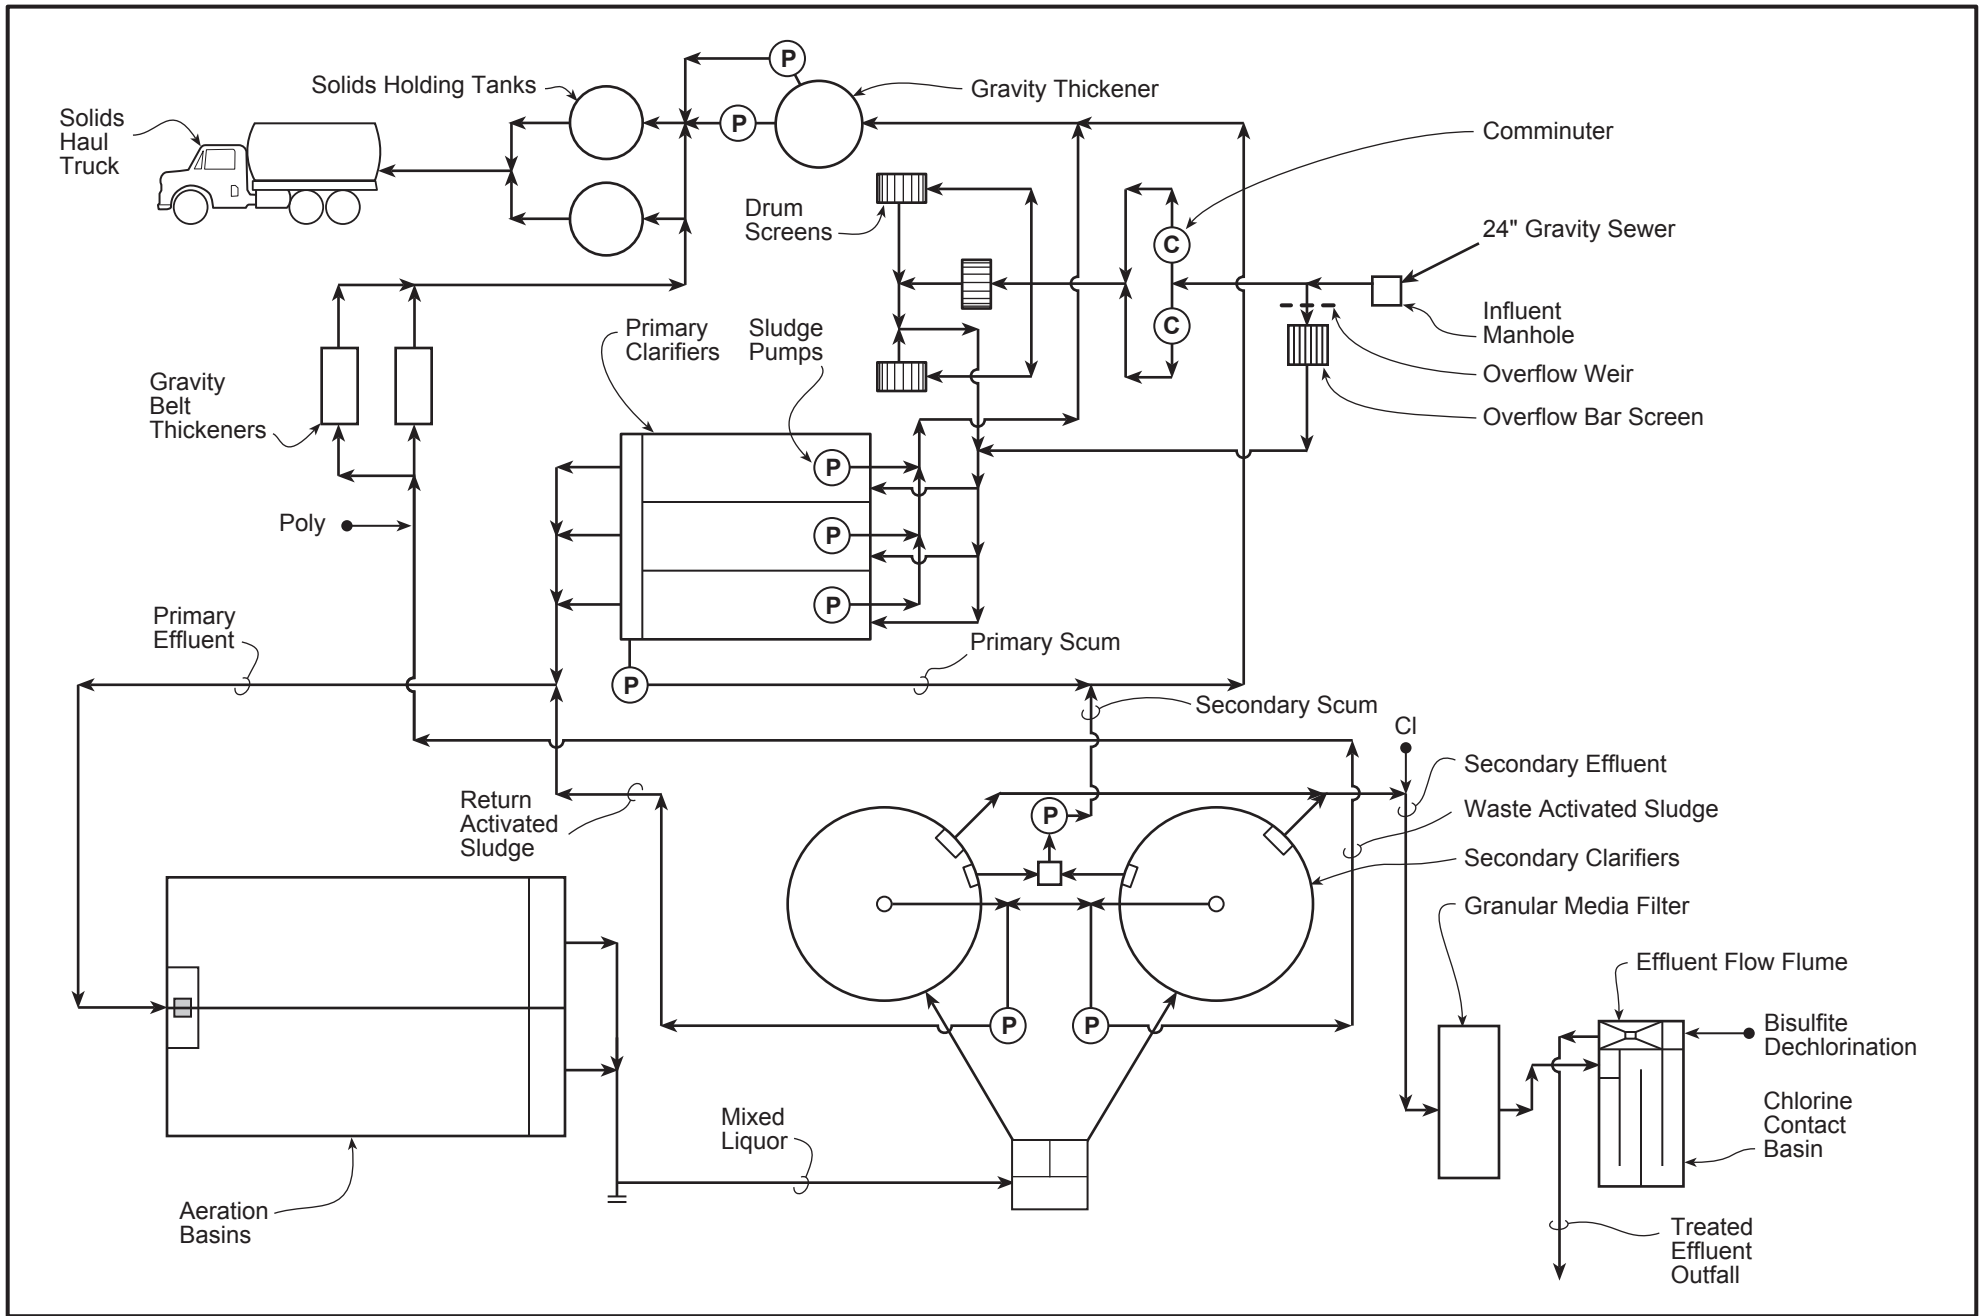 Solids Holding Tanks
P
Gravity Thickener
Solids
Haul
Truck
P
Comminuter
Drum
Screens
C
24" Gravity Sewer
C
Influent
Manhole
Primary
Clarifiers
Sludge
Pumps
Overflow Weir
Gravity
Belt
Thickeners
Overflow Bar Screen
P
Poly
P
P
Primary
Effluent
Primary Scum
P
Secondary Scum
Cl
Secondary Effluent
Return
Activated
Sludge
P
Waste Activated Sludge
Secondary Clarifiers
Granular Media Filter
Effluent Flow Flume
P
P
Bisulfite
Dechlorination
Mixed
Liquor
Chlorine
Contact
Basin
Aeration
Basins
Treated
Effluent
Outfall